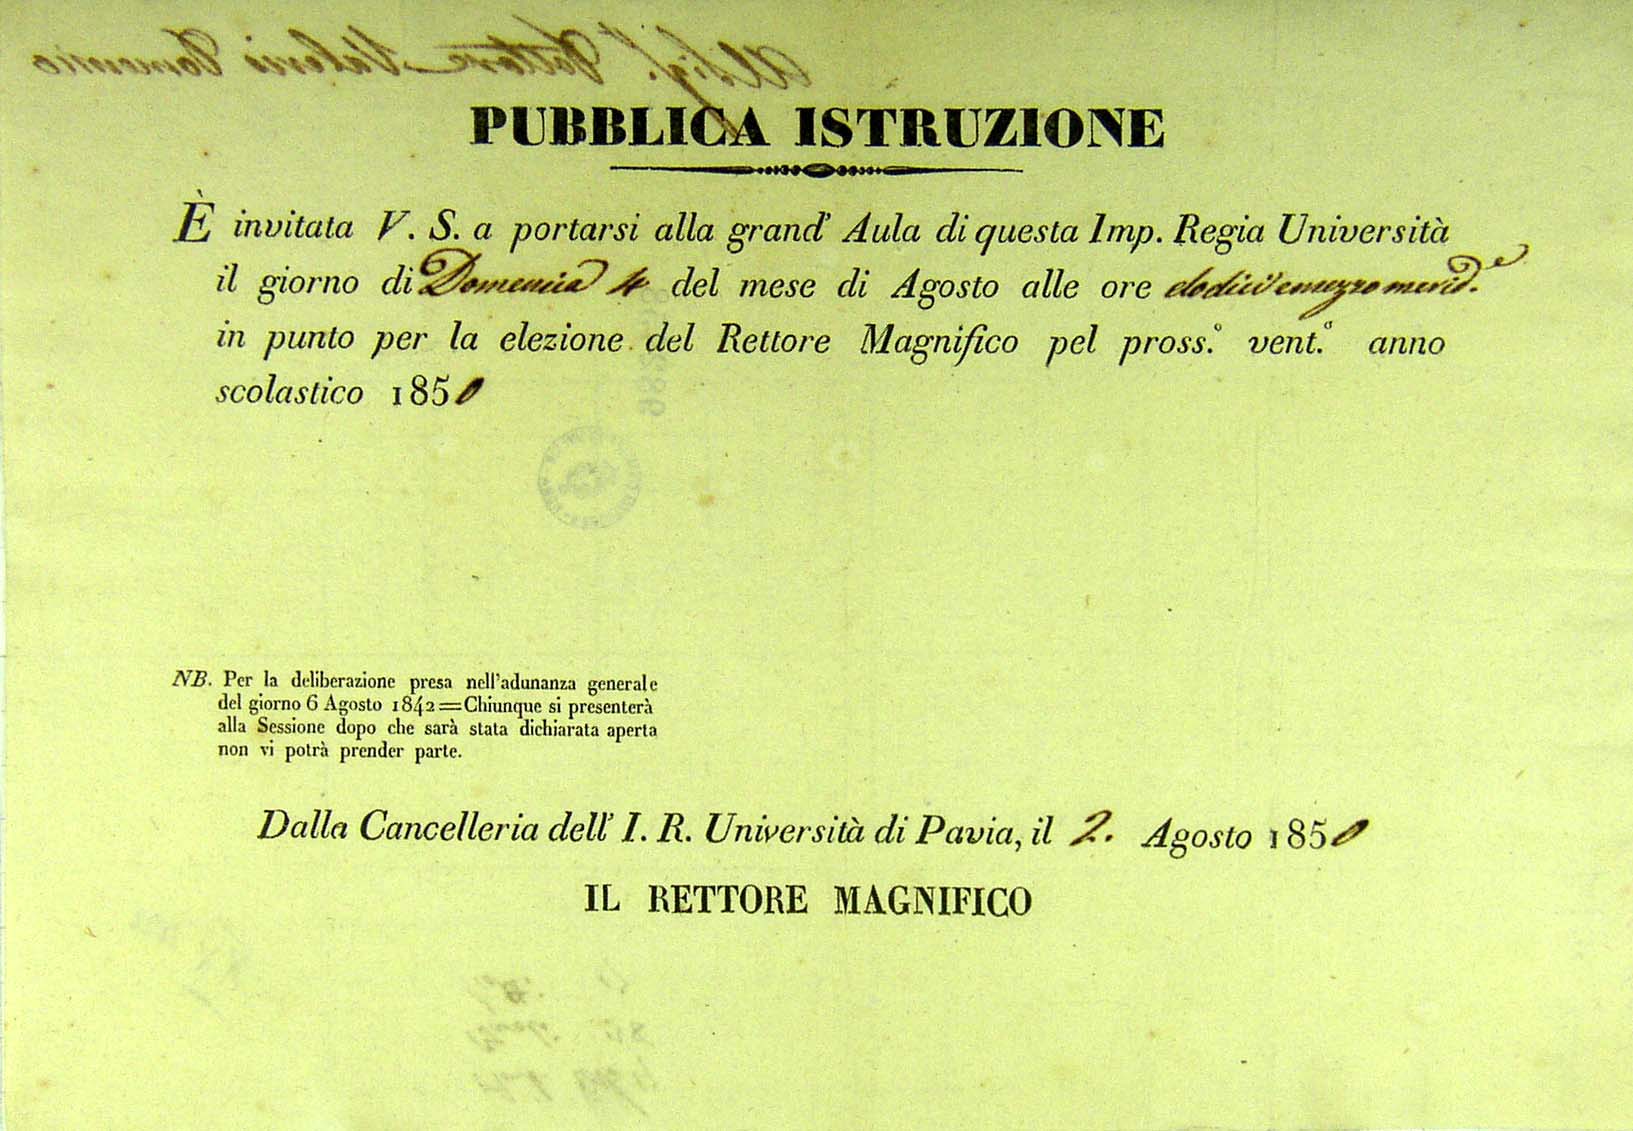 PUBBLICA ISTRUZIONE
È invitata V. S. a portarsi alla grand' Aula di questa Imp. Regia Università
il giorno di Domenica 4 del mese di Agosto alle ore dodici e mezzo merid.e
in punto per la elezione del Rettore Magnifico pel pross.° vent.° anno
scolastico 1850
NB. Per la deliberazione presa nell'adunanza generale
del giorno 6 Agosto 1842 = Chiunque si presenterà
alla Sessione dopo che sarà stata dichiarata aperta
non vi potrà prender parte.
Dalla Cancelleria dell' I. R. Università di Pavia, il 2. Agosto 1850
IL RETTORE MAGNIFICO